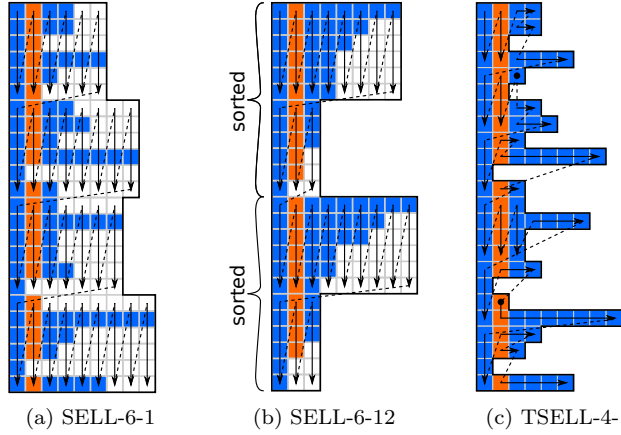 sorted
sorted
(a) SELL-6-1
(b) SELL-6-12
(c) TSELL-4-